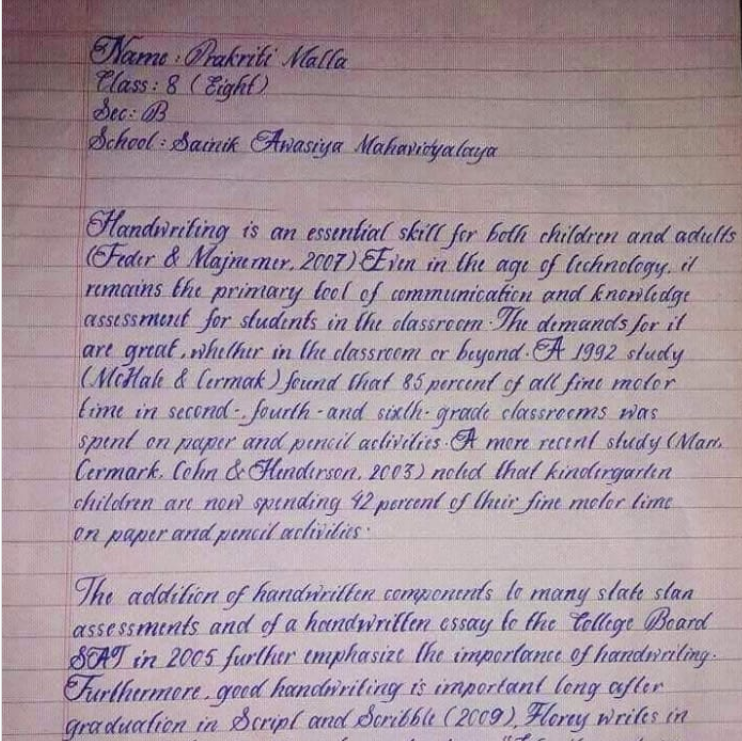 Name : Prakriti Malla
Class : 8 ( Eight )
Sec : B
School : Sainik Awasiya Mahavidyalaya
Handwriting is an essential skill for both children and adults
(Feder & Majnemer, 2007) Even in the age of technology, it
remains the primary tool of communication and knowledge
assessment for students in the classroom. The demands for it
are great, whether in the classroom or beyond. A 1992 study
(McHale & Cermak) found that 85 percent of all fine motor
time in second-, fourth-and sixth-grade classrooms was
spent on paper and pencil activities. A more recent study (Marr,
Cermark, Cohn & Henderson, 2003) noted that kindergarten
children are now spending 42 percent of their fine motor time
on paper and pencil activities.
The addition of handwritten components to many state stan
assessments and of a handwritten essay to the College Board
SAT in 2005 further emphasize the importance of handwriting.
Furthermore, good handwriting is important long after
graduation in Script and Scribble (2009), Florey writes in